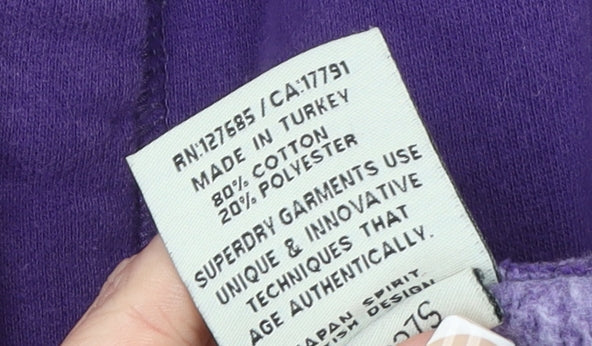 RN:127685 / CA:17791
MADE IN TURKEY
80% COTTON
20% POLYESTER
SUPERDRY GARMENTS USE
UNIQUE & INNOVATIVE
TECHNIQUES THAT
AGE AUTHENTICALLY.
SPIRIT
DESIGN